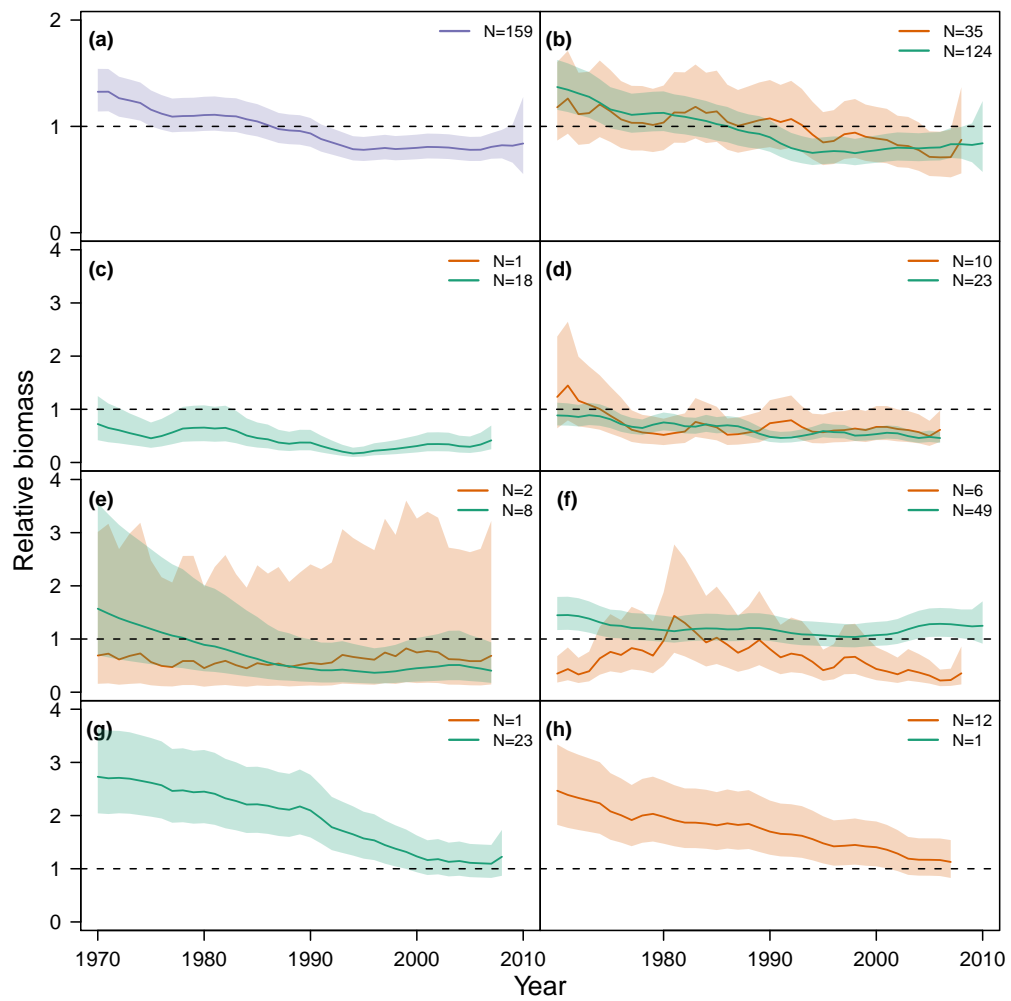 (a)
N=159
2
1
0
(b)
N=35
N=124
(c)
N=1
N=18
4
3
2
1
0
(d)
N=10
N=23
(e)
N=2
N=8
4
3
2
1
0
(f)
N=6
N=49
(g)
N=1
N=23
4
3
2
1
0
(h)
N=12
N=1
Relative biomass
1970 1980 1990 2000 2010
1980 1990 2000 2010
Year